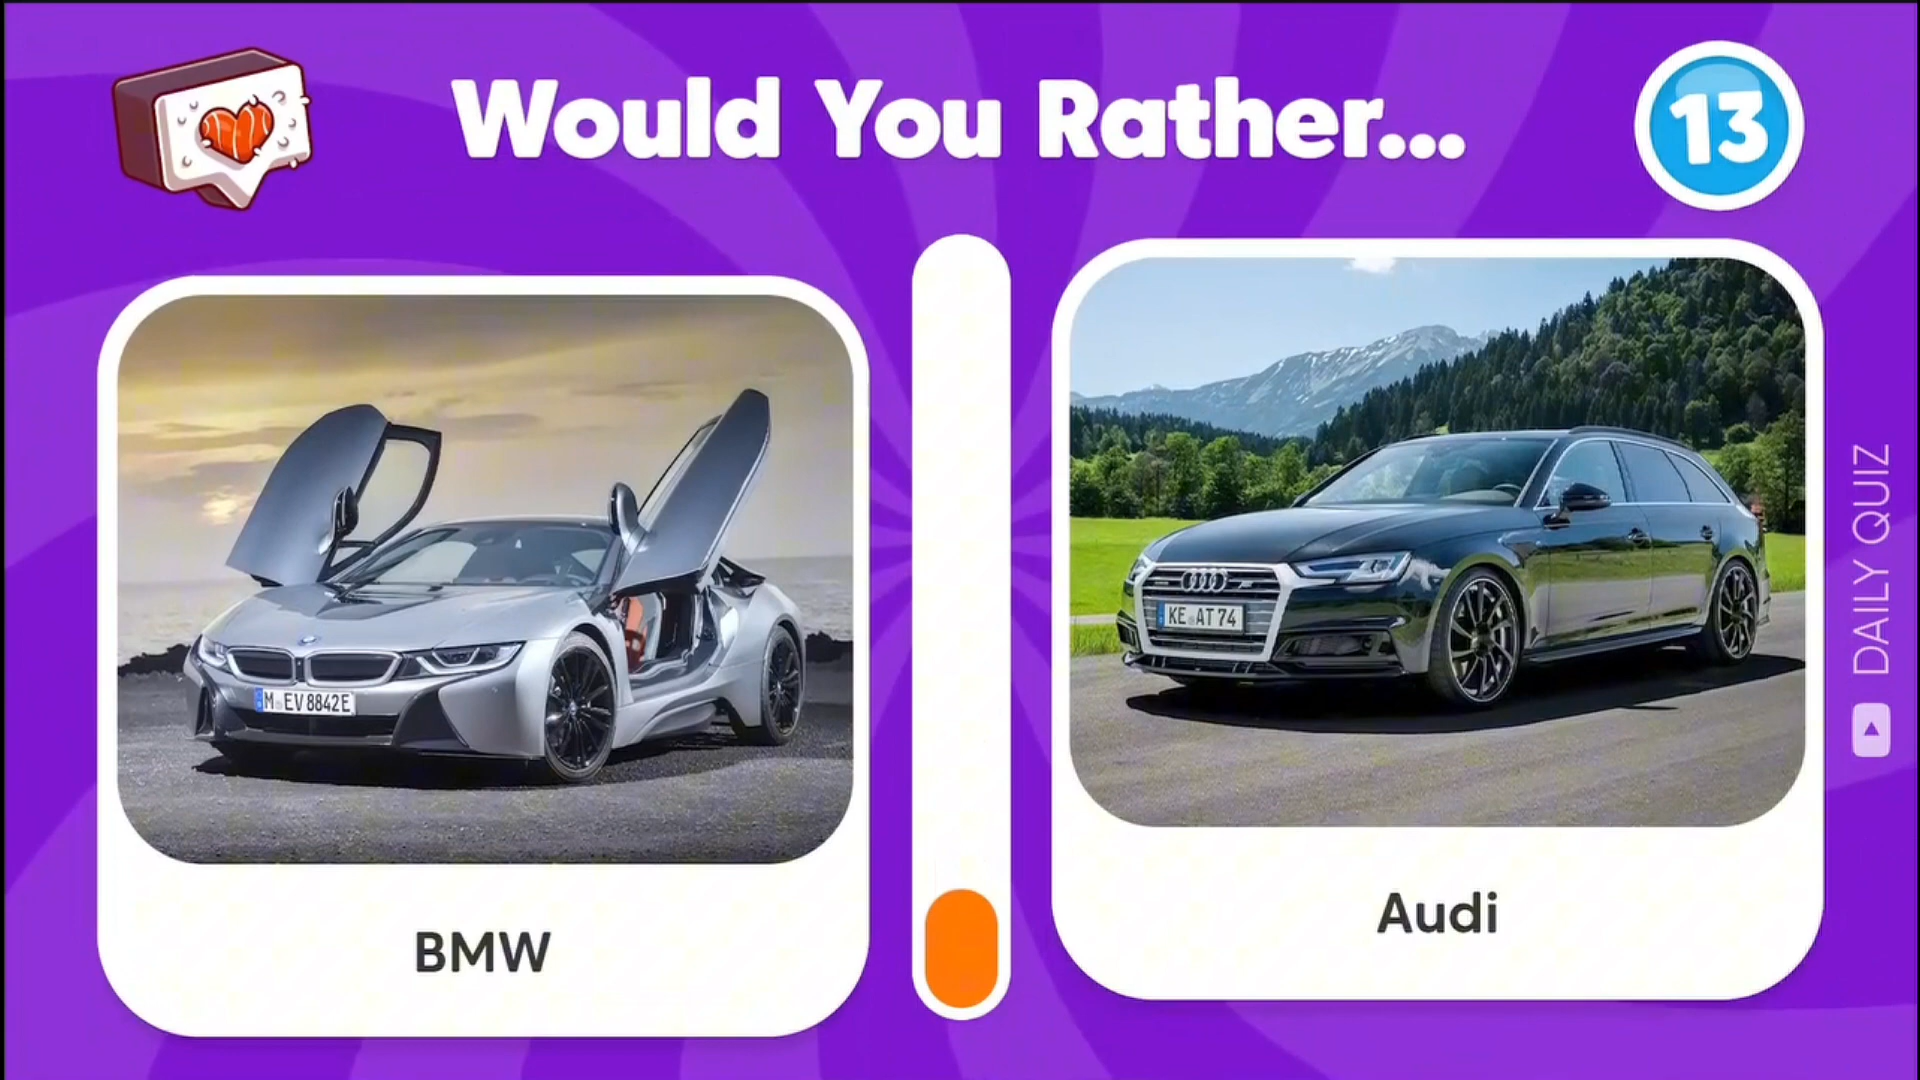 Would You Rather...
13
M EV 8842E
KE AT 74
BMW
Audi
DAILY QUIZ